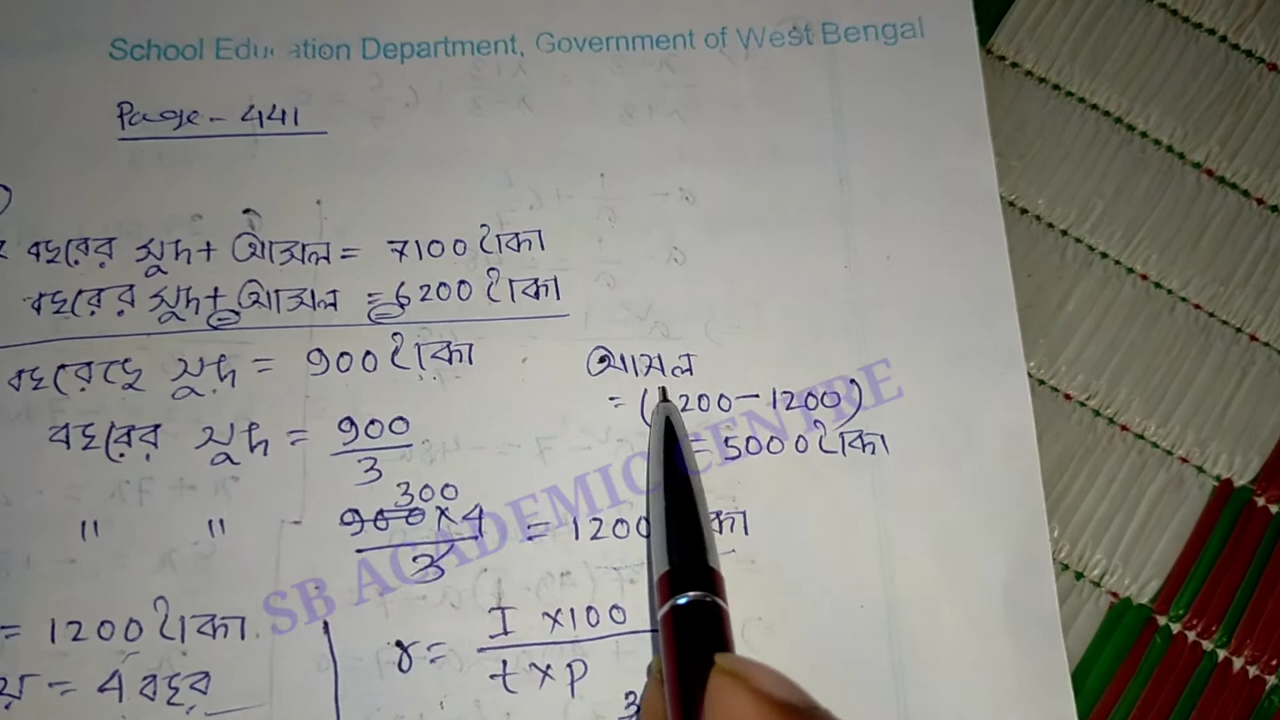 School Education Department, Government of West Bengal
Page - 441
বছরের সুদ + আসল = 7100 টাকা
বছরের সুদ + আসল = 6200 টাকা
বছরের সুদ = 900 টাকা
আসল
= ( 200 - 1200)
বছরের সুদ = 900/3
= 5000 টাকা
300
" " 900 × 4 / 3 = 1200
SB ACADEMIC CENTRE
= 1200 টাকা
r = I × 100 / t × P
= 4 বছর
3